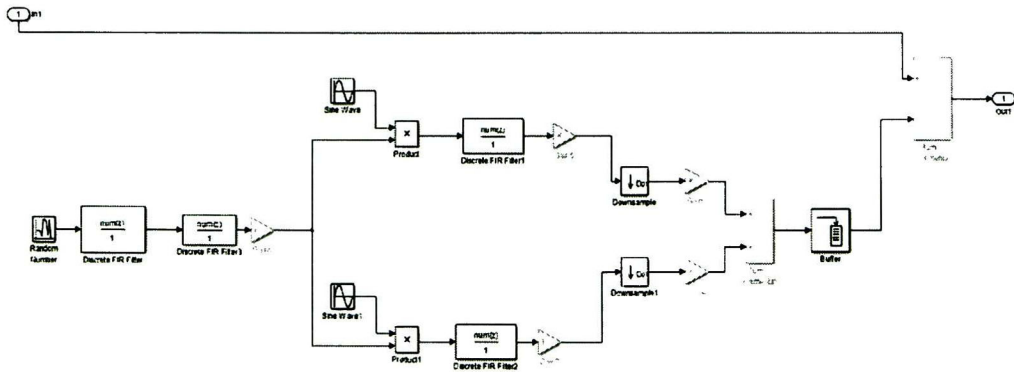 1
In1
1
Out1
Sine Wave
×
Product
num(z)
1
Discrete FIR Filter1
Downsample
Random
Number
num(z)
1
Discrete FIR Filter
num(z)
1
Discrete FIR Filter3
Buffer
Sine Wave1
×
Product1
num(z)
1
Discrete FIR Filter2
Downsample1